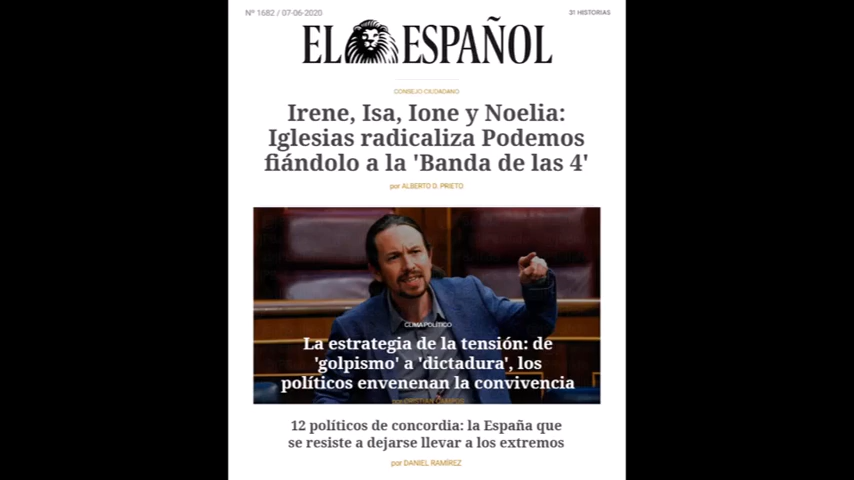 Nº 1682 / 07-06-2020
31 HISTORIAS
EL ESPAÑOL
CONSEJO CIUDADANO
Irene, Isa, Ione y Noelia:
Iglesias radicaliza Podemos
fiándolo a la 'Banda de las 4'
por ALBERTO D. PRIETO
CLIMA POLÍTICO
La estrategia de la tensión: de
'golpismo' a 'dictadura', los
políticos envenenan la convivencia
por CRISTIAN CAMPOS
12 políticos de concordia: la España que
se resiste a dejarse llevar a los extremos
por DANIEL RAMÍREZ